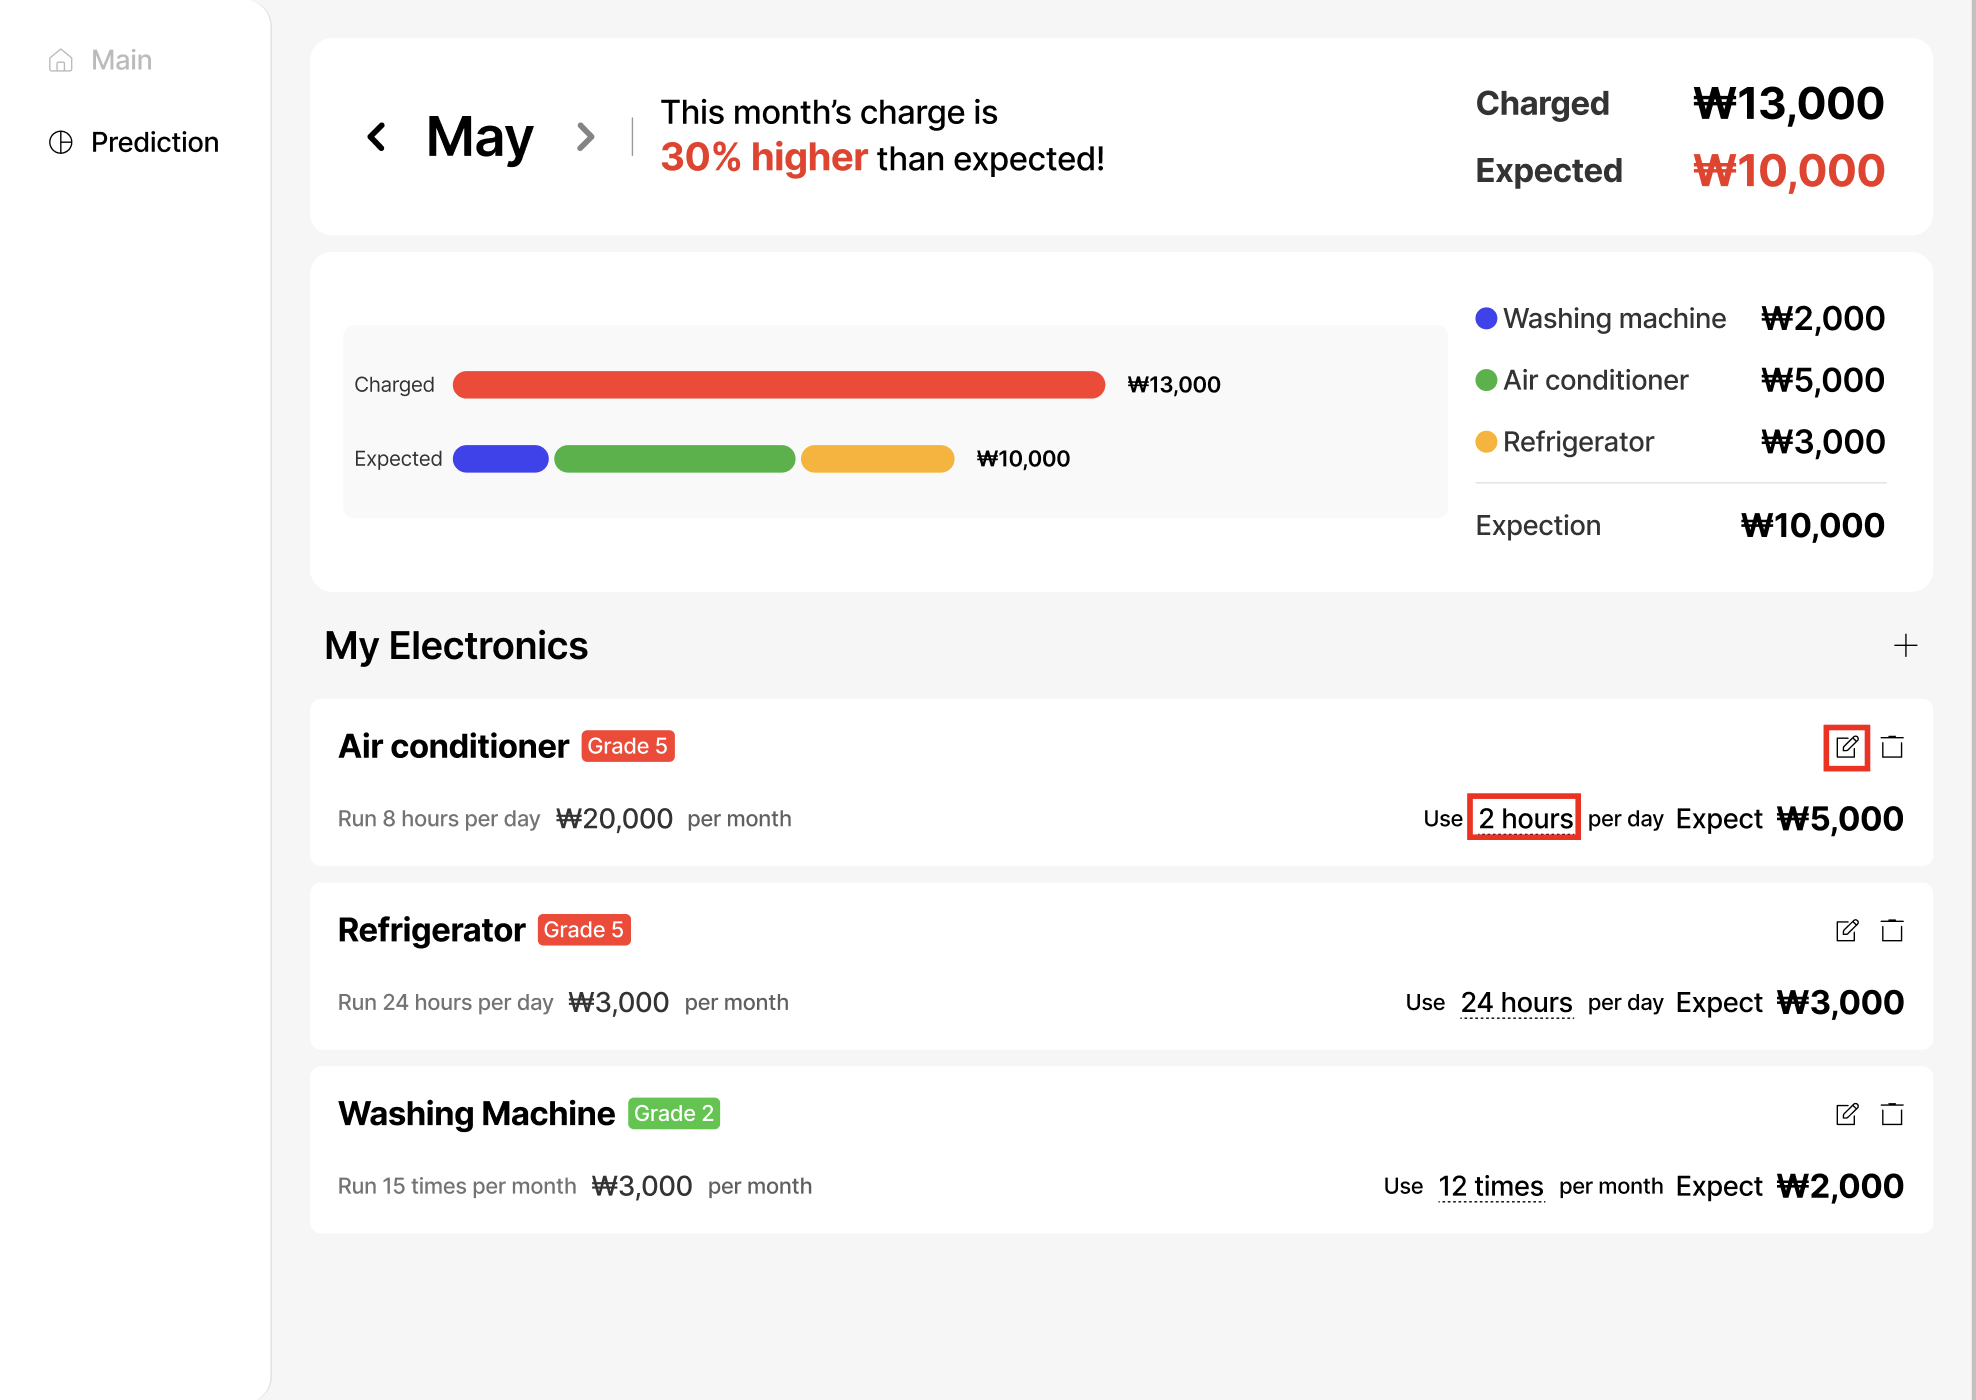 Main
Prediction
May
This month's charge is
30% higher than expected!
Charged ₩13,000
Expected ₩10,000
Charged ₩13,000
Expected ₩10,000
Washing machine ₩2,000
Air conditioner ₩5,000
Refrigerator ₩3,000
Expection ₩10,000
My Electronics
Air conditioner Grade 5
Run 8 hours per day ₩20,000 per month Use 2 hours per day Expect ₩5,000
Refrigerator Grade 5
Run 24 hours per day ₩3,000 per month Use 24 hours per day Expect ₩3,000
Washing Machine Grade 2
Run 15 times per month ₩3,000 per month Use 12 times per month Expect ₩2,000